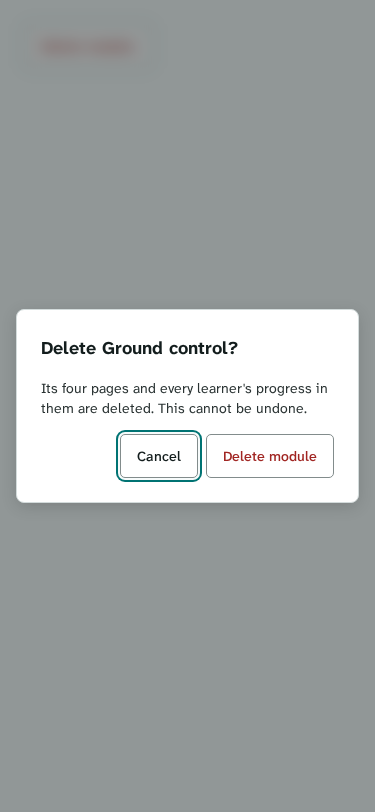 Delete Ground control?
Its four pages and every learner's progress in
them are deleted. This cannot be undone.
Cancel
Delete module